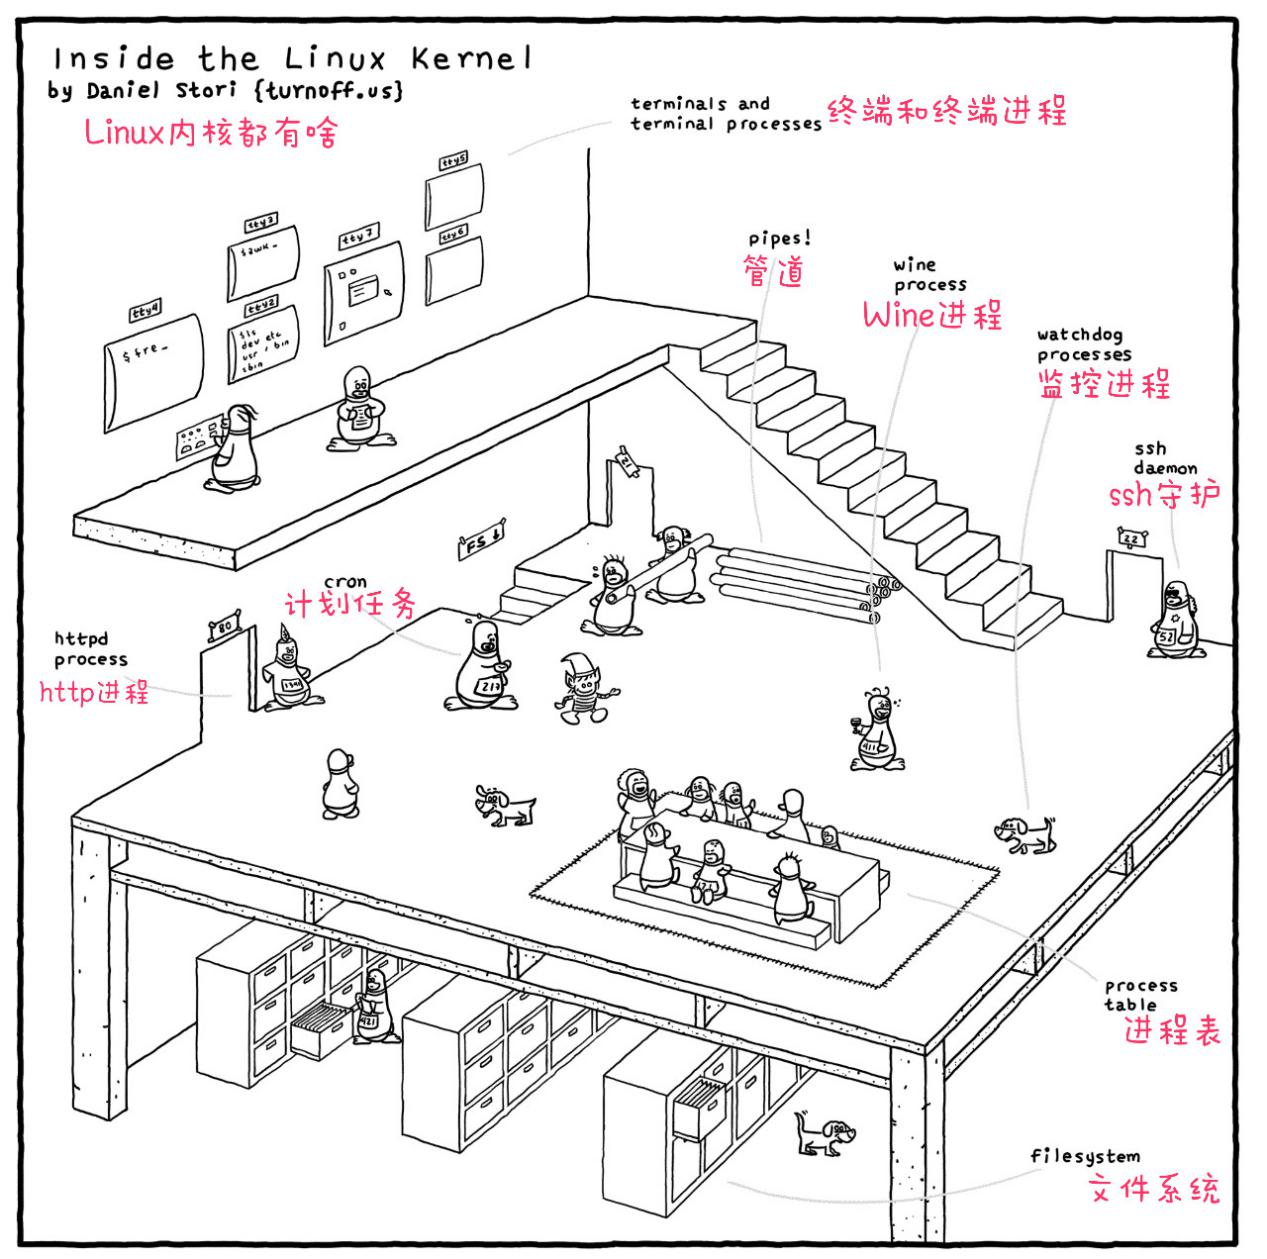 Inside the Linux Kernel
by Daniel Stori {turnoff.us}
Linux内核都有啥
terminals and
terminal processes
终端和终端进程
tty5
tty3
$awk_
tty7
tty6
tty4
$ fre_
tty2
$ls
dev etc
usr / bin
sbin
pipes!
管道
wine
process
Wine进程
watchdog
processes
监控进程
ssh
daemon
ssh守护
21
22
52
FS ↓
cron
计划任务
217
httpd
process
http进程
80
1341
411
421
process
table
进程表
filesystem
文件系统